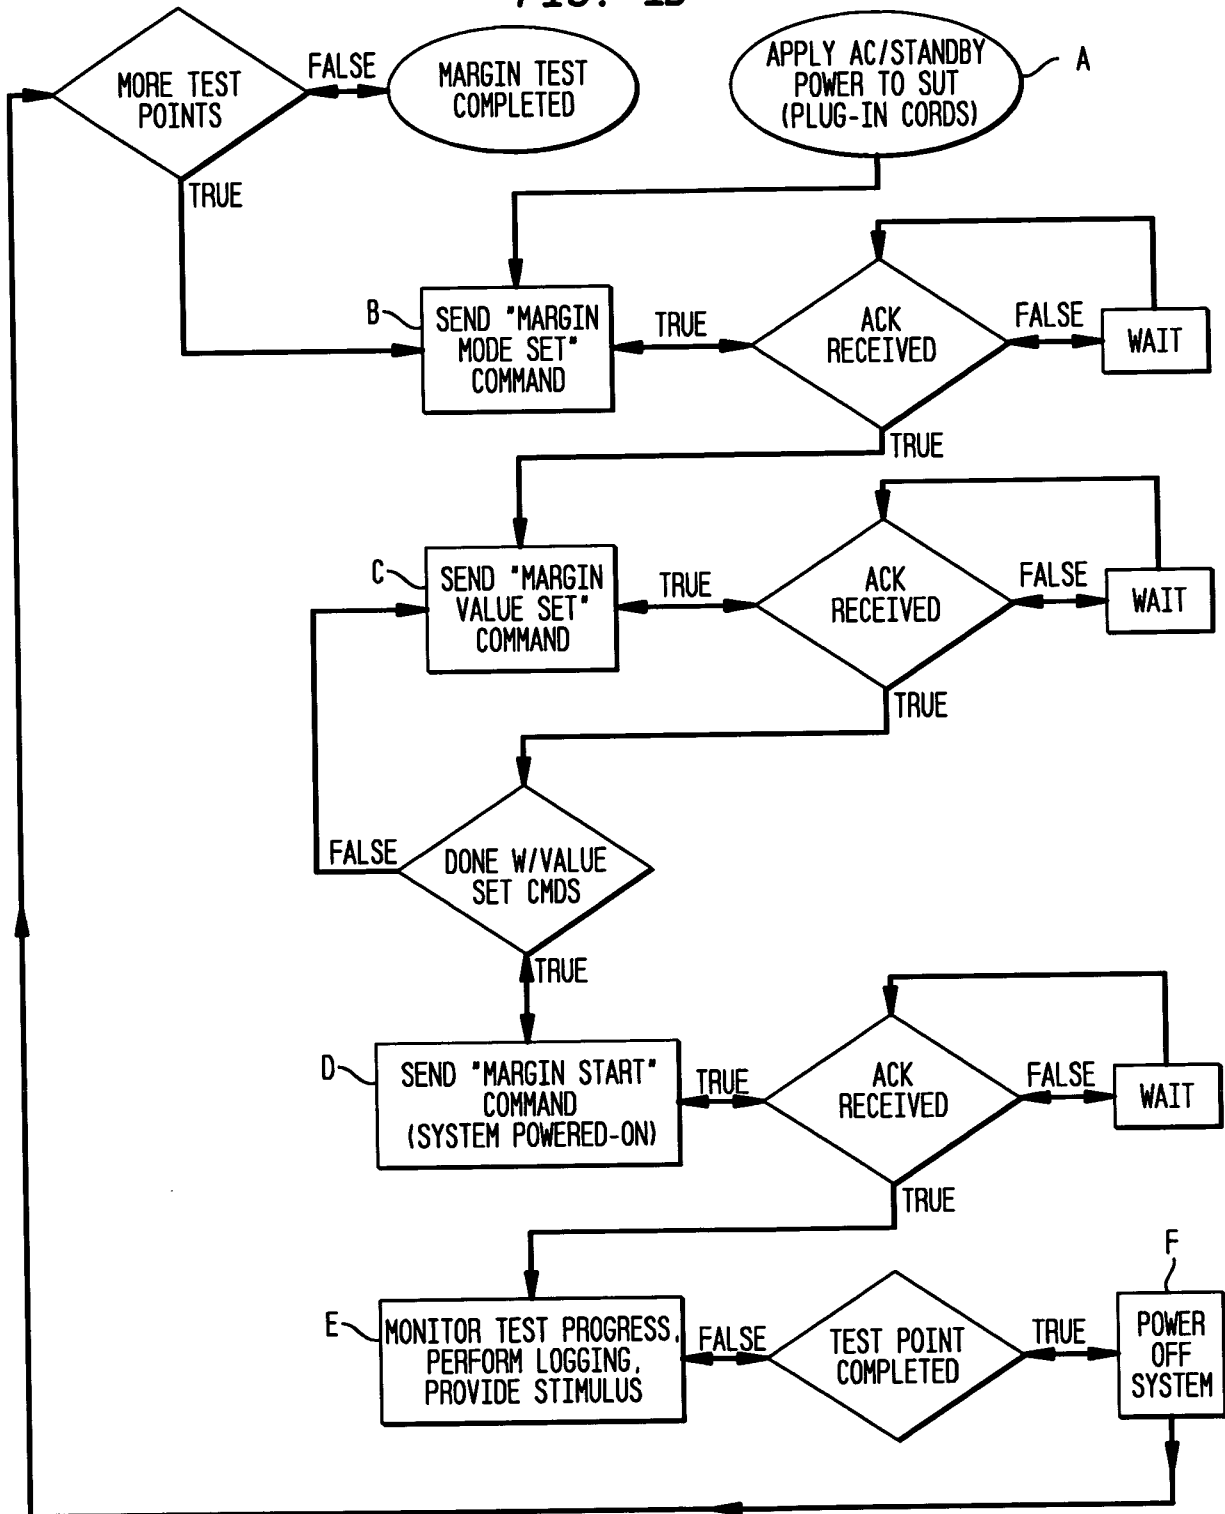 MORE TEST
POINTS
FALSE
MARGIN TEST
COMPLETED
APPLY AC/STANDBY
POWER TO SUT
(PLUG-IN CORDS)
A
TRUE
B
SEND "MARGIN
MODE SET"
COMMAND
TRUE
ACK
RECEIVED
FALSE
WAIT
TRUE
C
SEND "MARGIN
VALUE SET"
COMMAND
TRUE
ACK
RECEIVED
FALSE
WAIT
TRUE
FALSE
DONE W/VALUE
SET CMDS
TRUE
D
SEND "MARGIN START"
COMMAND
(SYSTEM POWERED-ON)
TRUE
ACK
RECEIVED
FALSE
WAIT
TRUE
E
MONITOR TEST PROGRESS,
PERFORM LOGGING,
PROVIDE STIMULUS
FALSE
TEST POINT
COMPLETED
TRUE
F
POWER
OFF
SYSTEM